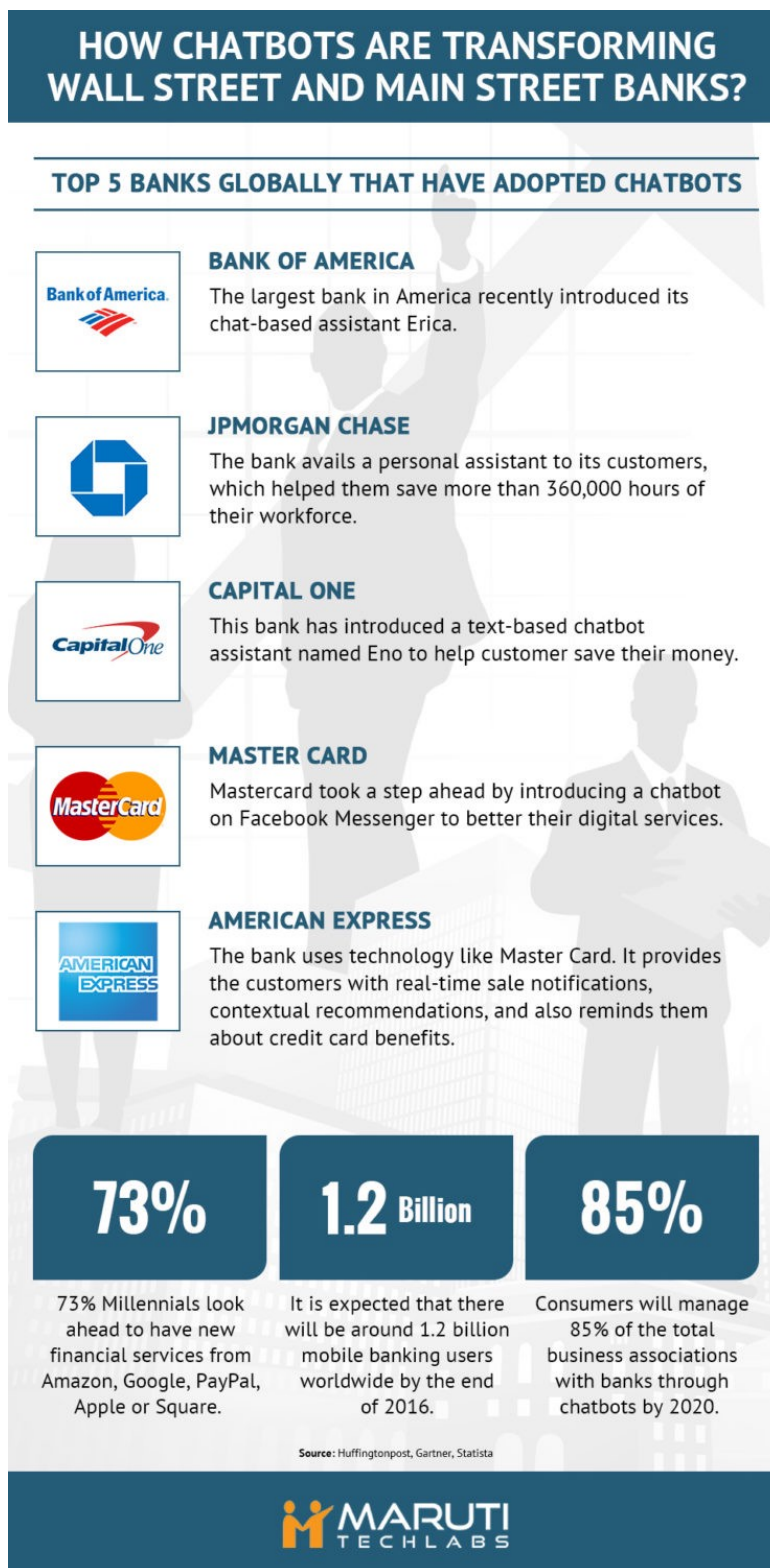 HOW CHATBOTS ARE TRANSFORMING
WALL STREET AND MAIN STREET BANKS?
TOP 5 BANKS GLOBALLY THAT HAVE ADOPTED CHATBOTS
Bank of America.
BANK OF AMERICA
The largest bank in America recently introduced its
chat-based assistant Erica.
JPMORGAN CHASE
The bank avails a personal assistant to its customers,
which helped them save more than 360,000 hours of
their workforce.
Capital One
CAPITAL ONE
This bank has introduced a text-based chatbot
assistant named Eno to help customer save their money.
MasterCard
MASTER CARD
Mastercard took a step ahead by introducing a chatbot
on Facebook Messenger to better their digital services.
AMERICAN
EXPRESS
AMERICAN EXPRESS
The bank uses technology like Master Card. It provides
the customers with real-time sale notifications,
contextual recommendations, and also reminds them
about credit card benefits.
73%
73% Millennials look
ahead to have new
financial services from
Amazon, Google, PayPal,
Apple or Square.
1.2 Billion
It is expected that there
will be around 1.2 billion
mobile banking users
worldwide by the end
of 2016.
85%
Consumers will manage
85% of the total
business associations
with banks through
chatbots by 2020.
Source: Huffingtonpost, Gartner, Statista
MARUTI
TECHLABS